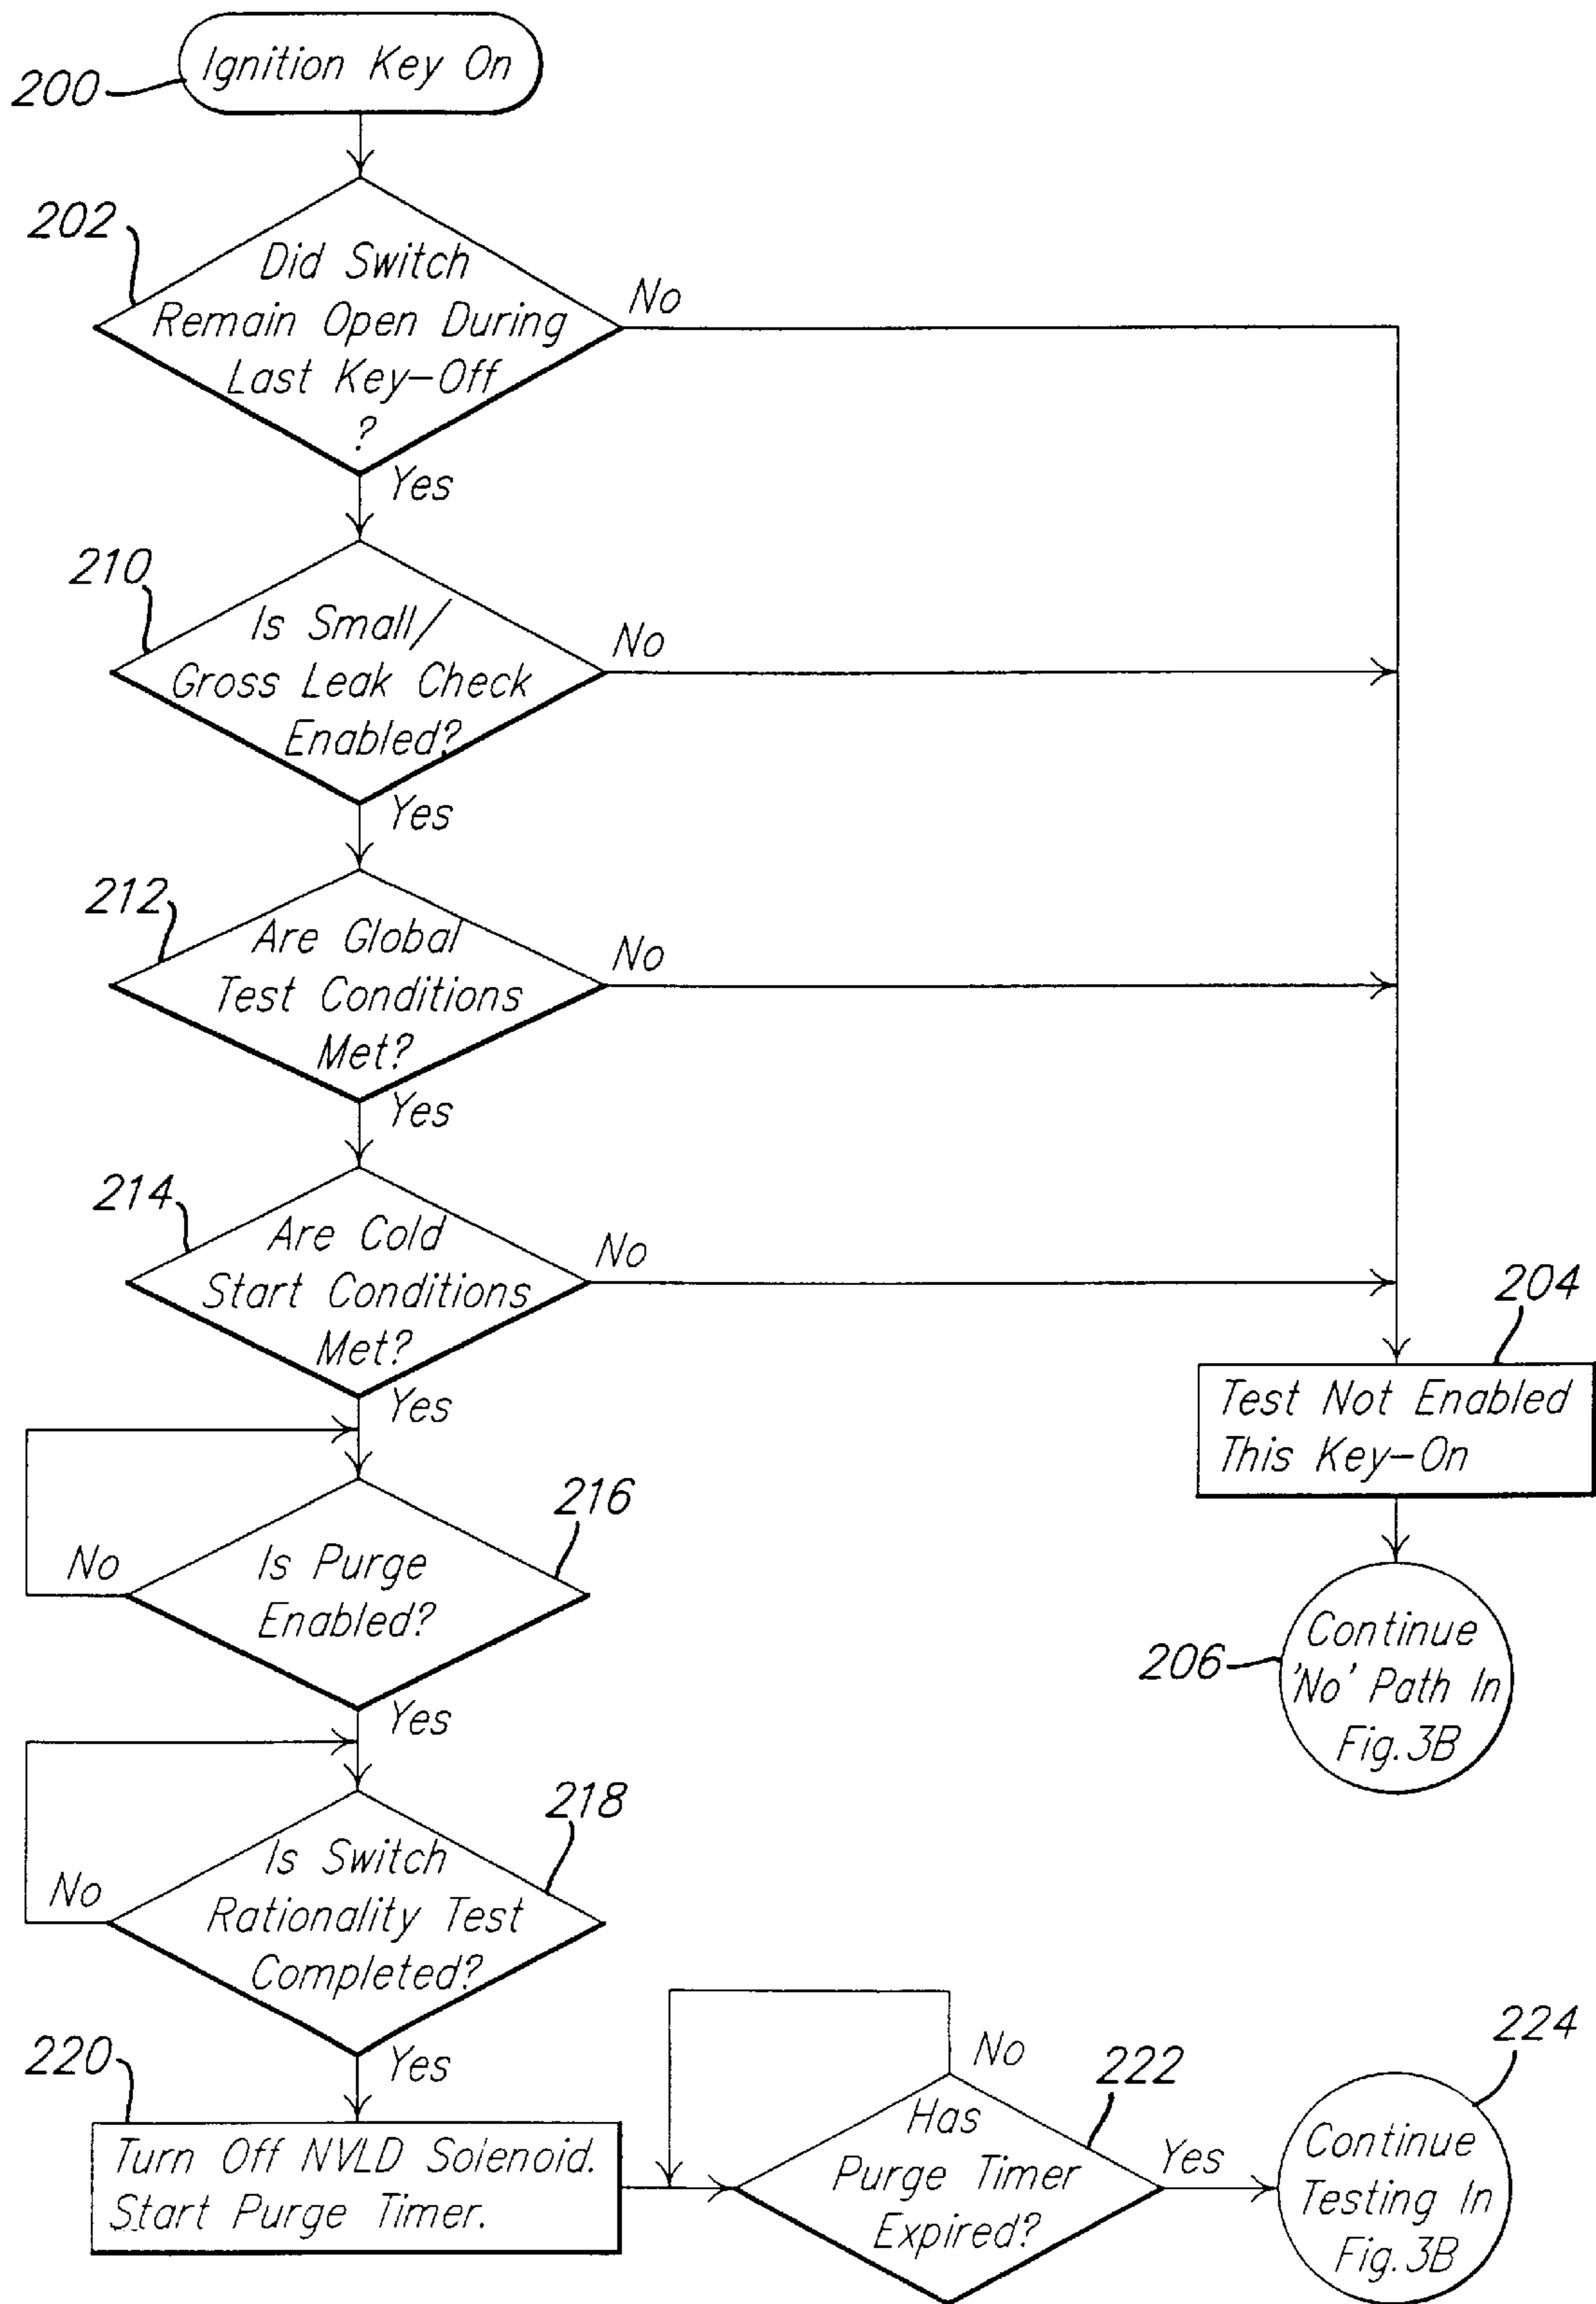 200
Ignition Key On
202
Did Switch
Remain Open During
Last Key-Off
?
No
Yes
210
Is Small/
Gross Leak Check
Enabled?
No
Yes
212
Are Global
Test Conditions
Met?
No
Yes
214
Are Cold
Start Conditions
Met?
No
Yes
204
Test Not Enabled
This Key-On
206
Continue
'No' Path In
Fig.3B
216
Is Purge
Enabled?
No
Yes
218
Is Switch
Rationality Test
Completed?
No
Yes
220
Turn Off NVLD Solenoid.
Start Purge Timer.
222
Has
Purge Timer
Expired?
No
Yes
224
Continue
Testing In
Fig.3B